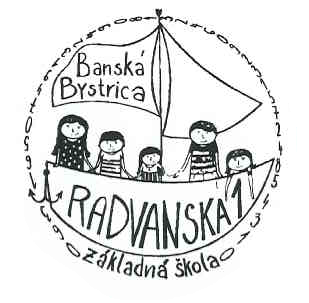 Banská
Bystrica
RADVANSKA 1
základná škola